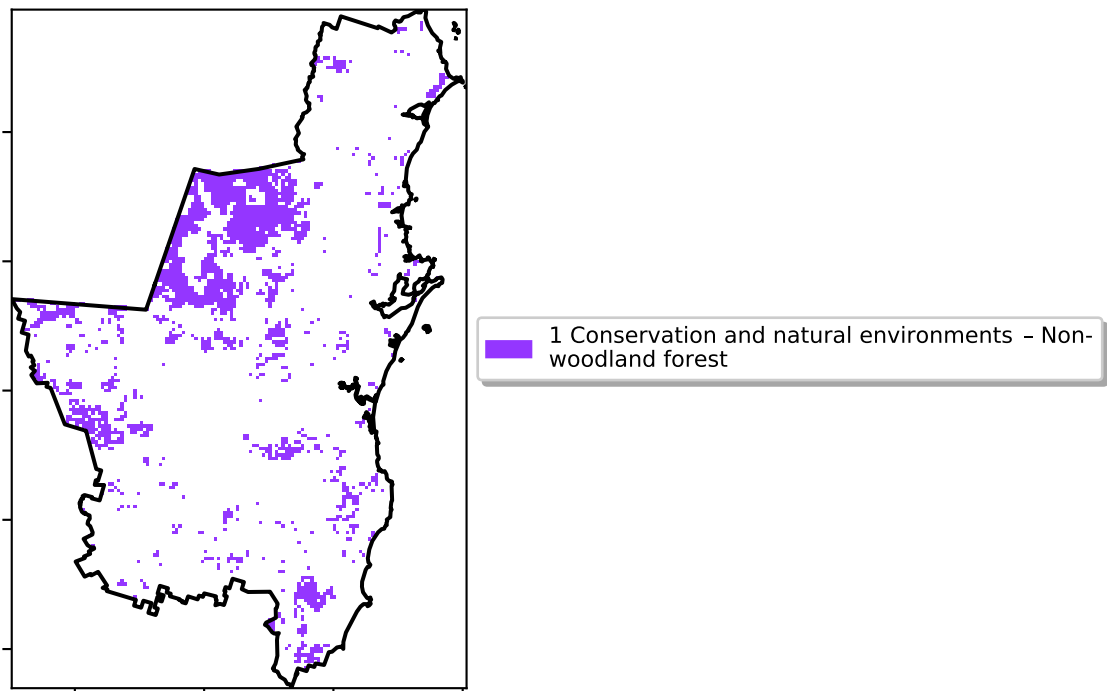 1 Conservation and natural environments – Non-
woodland forest